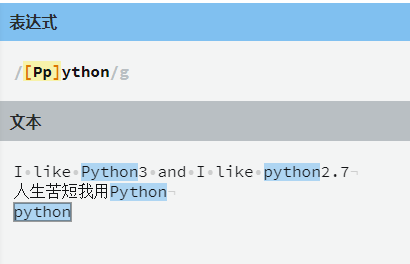 表达式
/[Pp]ython/g
文本
I like Python3 and I like python2.7
人生苦短我用Python
python